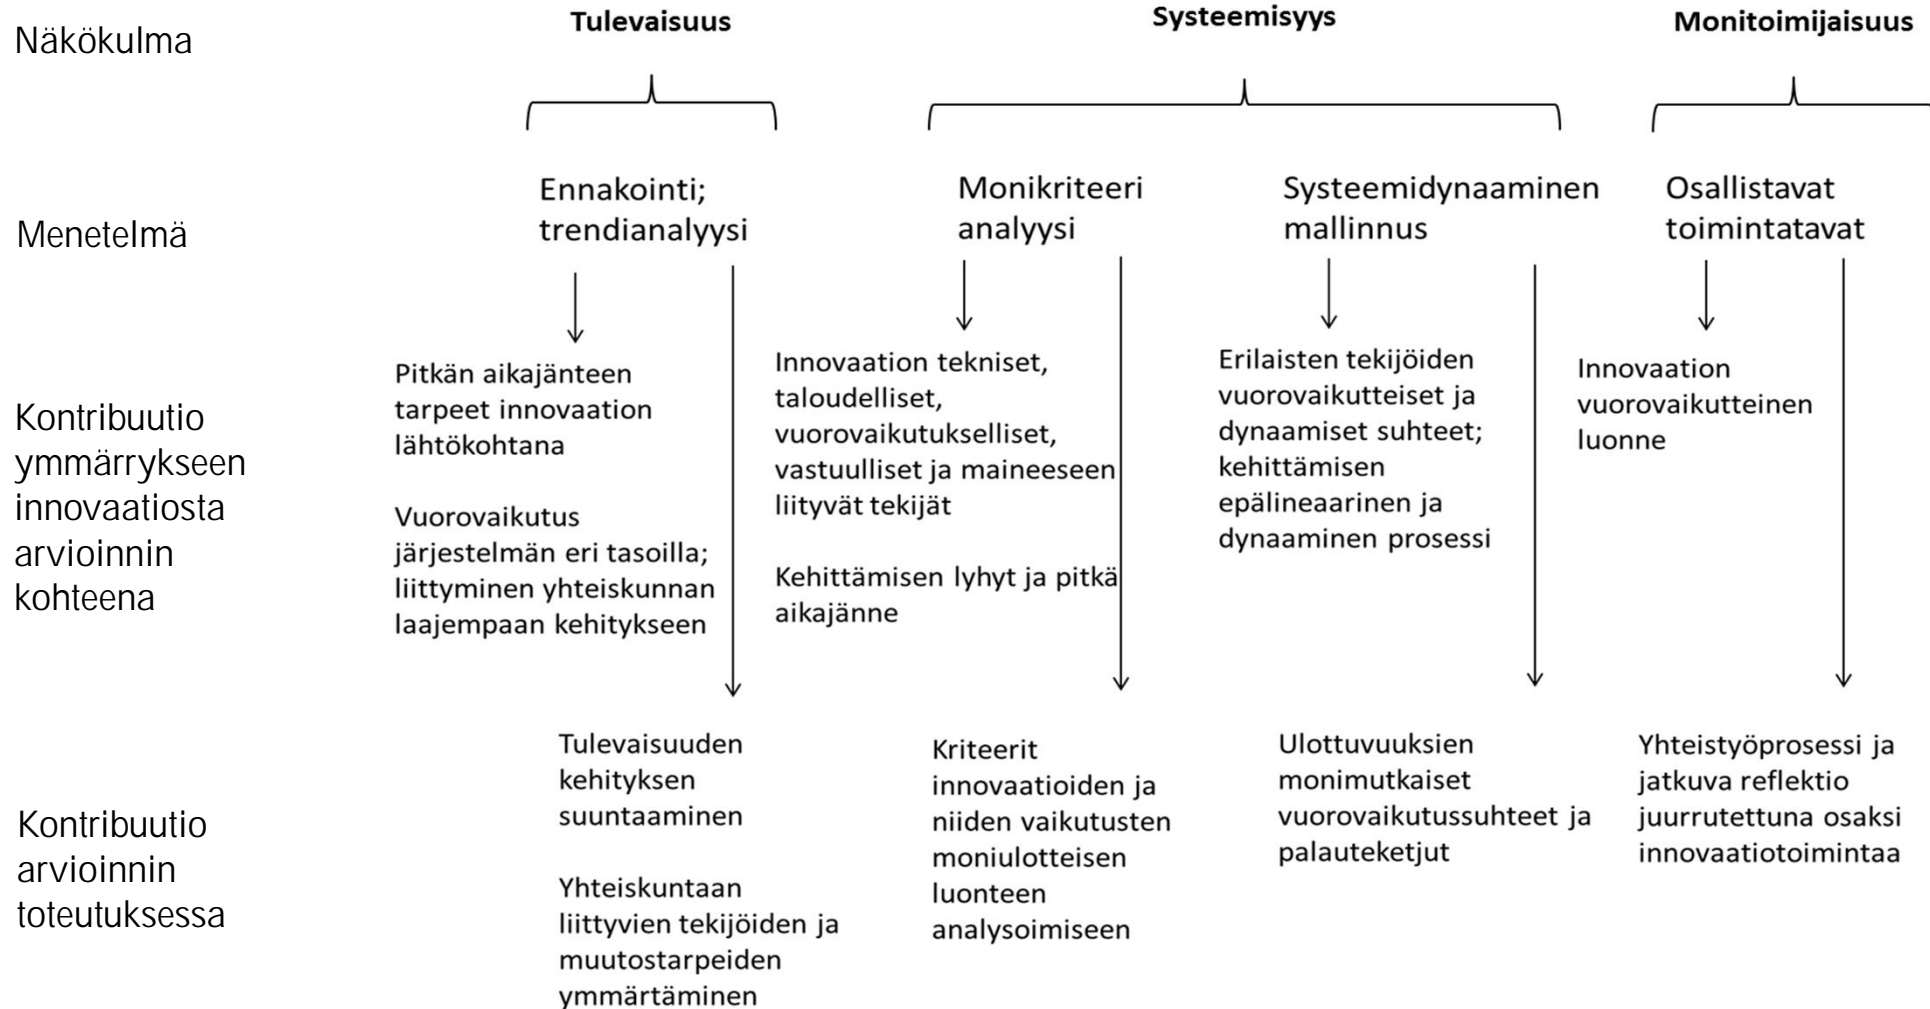 Näkökulma
Tulevaisuus
Systeemisyys
Monitoimijaisuus
Menetelmä
Ennakointi;
trendianalyysi
Monikriteeri
analyysi
Systeemidynaaminen
mallinnus
Osallistavat
toimintatavat
Kontribuutio
ymmärrykseen
innovaatiosta
arvioinnin
kohteena
Pitkän aikajänteen
tarpeet innovaation
lähtökohtana
Vuorovaikutus
järjestelmän eri tasoilla;
liittyminen yhteiskunnan
laajempaan kehitykseen
Innovaation tekniset,
taloudelliset,
vuorovaikutukselliset,
vastuulliset ja maineeseen
liityvät tekijät
Kehittämisen lyhyt ja pitkä
aikajänne
Erilaisten tekijöiden
vuorovaikutteiset ja
dynaamiset suhteet;
kehittämisen
epälineaarinen ja
dynaaminen prosessi
Innovaation
vuorovaikutteinen
luonne
Kontribuutio
arvioinnin
toteutuksessa
Tulevaisuuden
kehityksen
suuntaaminen
Yhteiskuntaan
liittyvien tekijöiden ja
muutostarpeiden
ymmärtäminen
Kriteerit
innovaatioiden ja
niiden vaikutusten
moniulotteisen
luonteen
analysoimiseen
Ulottuvuuksien
monimutkaiset
vuorovaikutussuhteet ja
palauteketjut
Yhteistyöprosessi ja
jatkuva reflektio
juurrutettuna osaksi
innovaatiotoimintaa